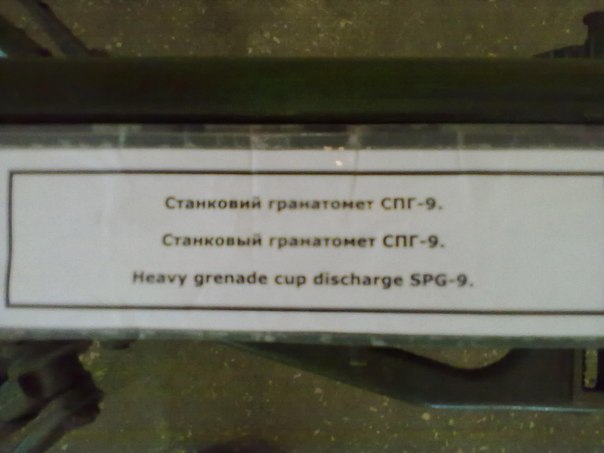 Станковий гранатомет СПГ-9.
Станковый гранатомет СПГ-9.
Heavy grenade cup discharge SPG-9.